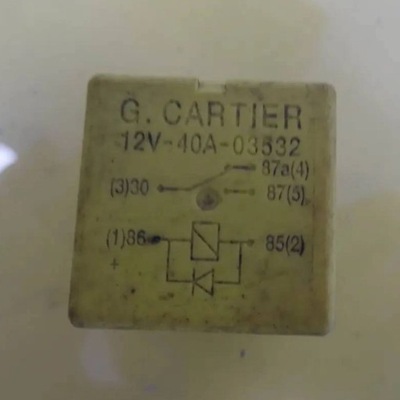 G. CARTIER
12V-40A-03532
87a(4)
(3)30
87(5)
(1)86
85(2)
+